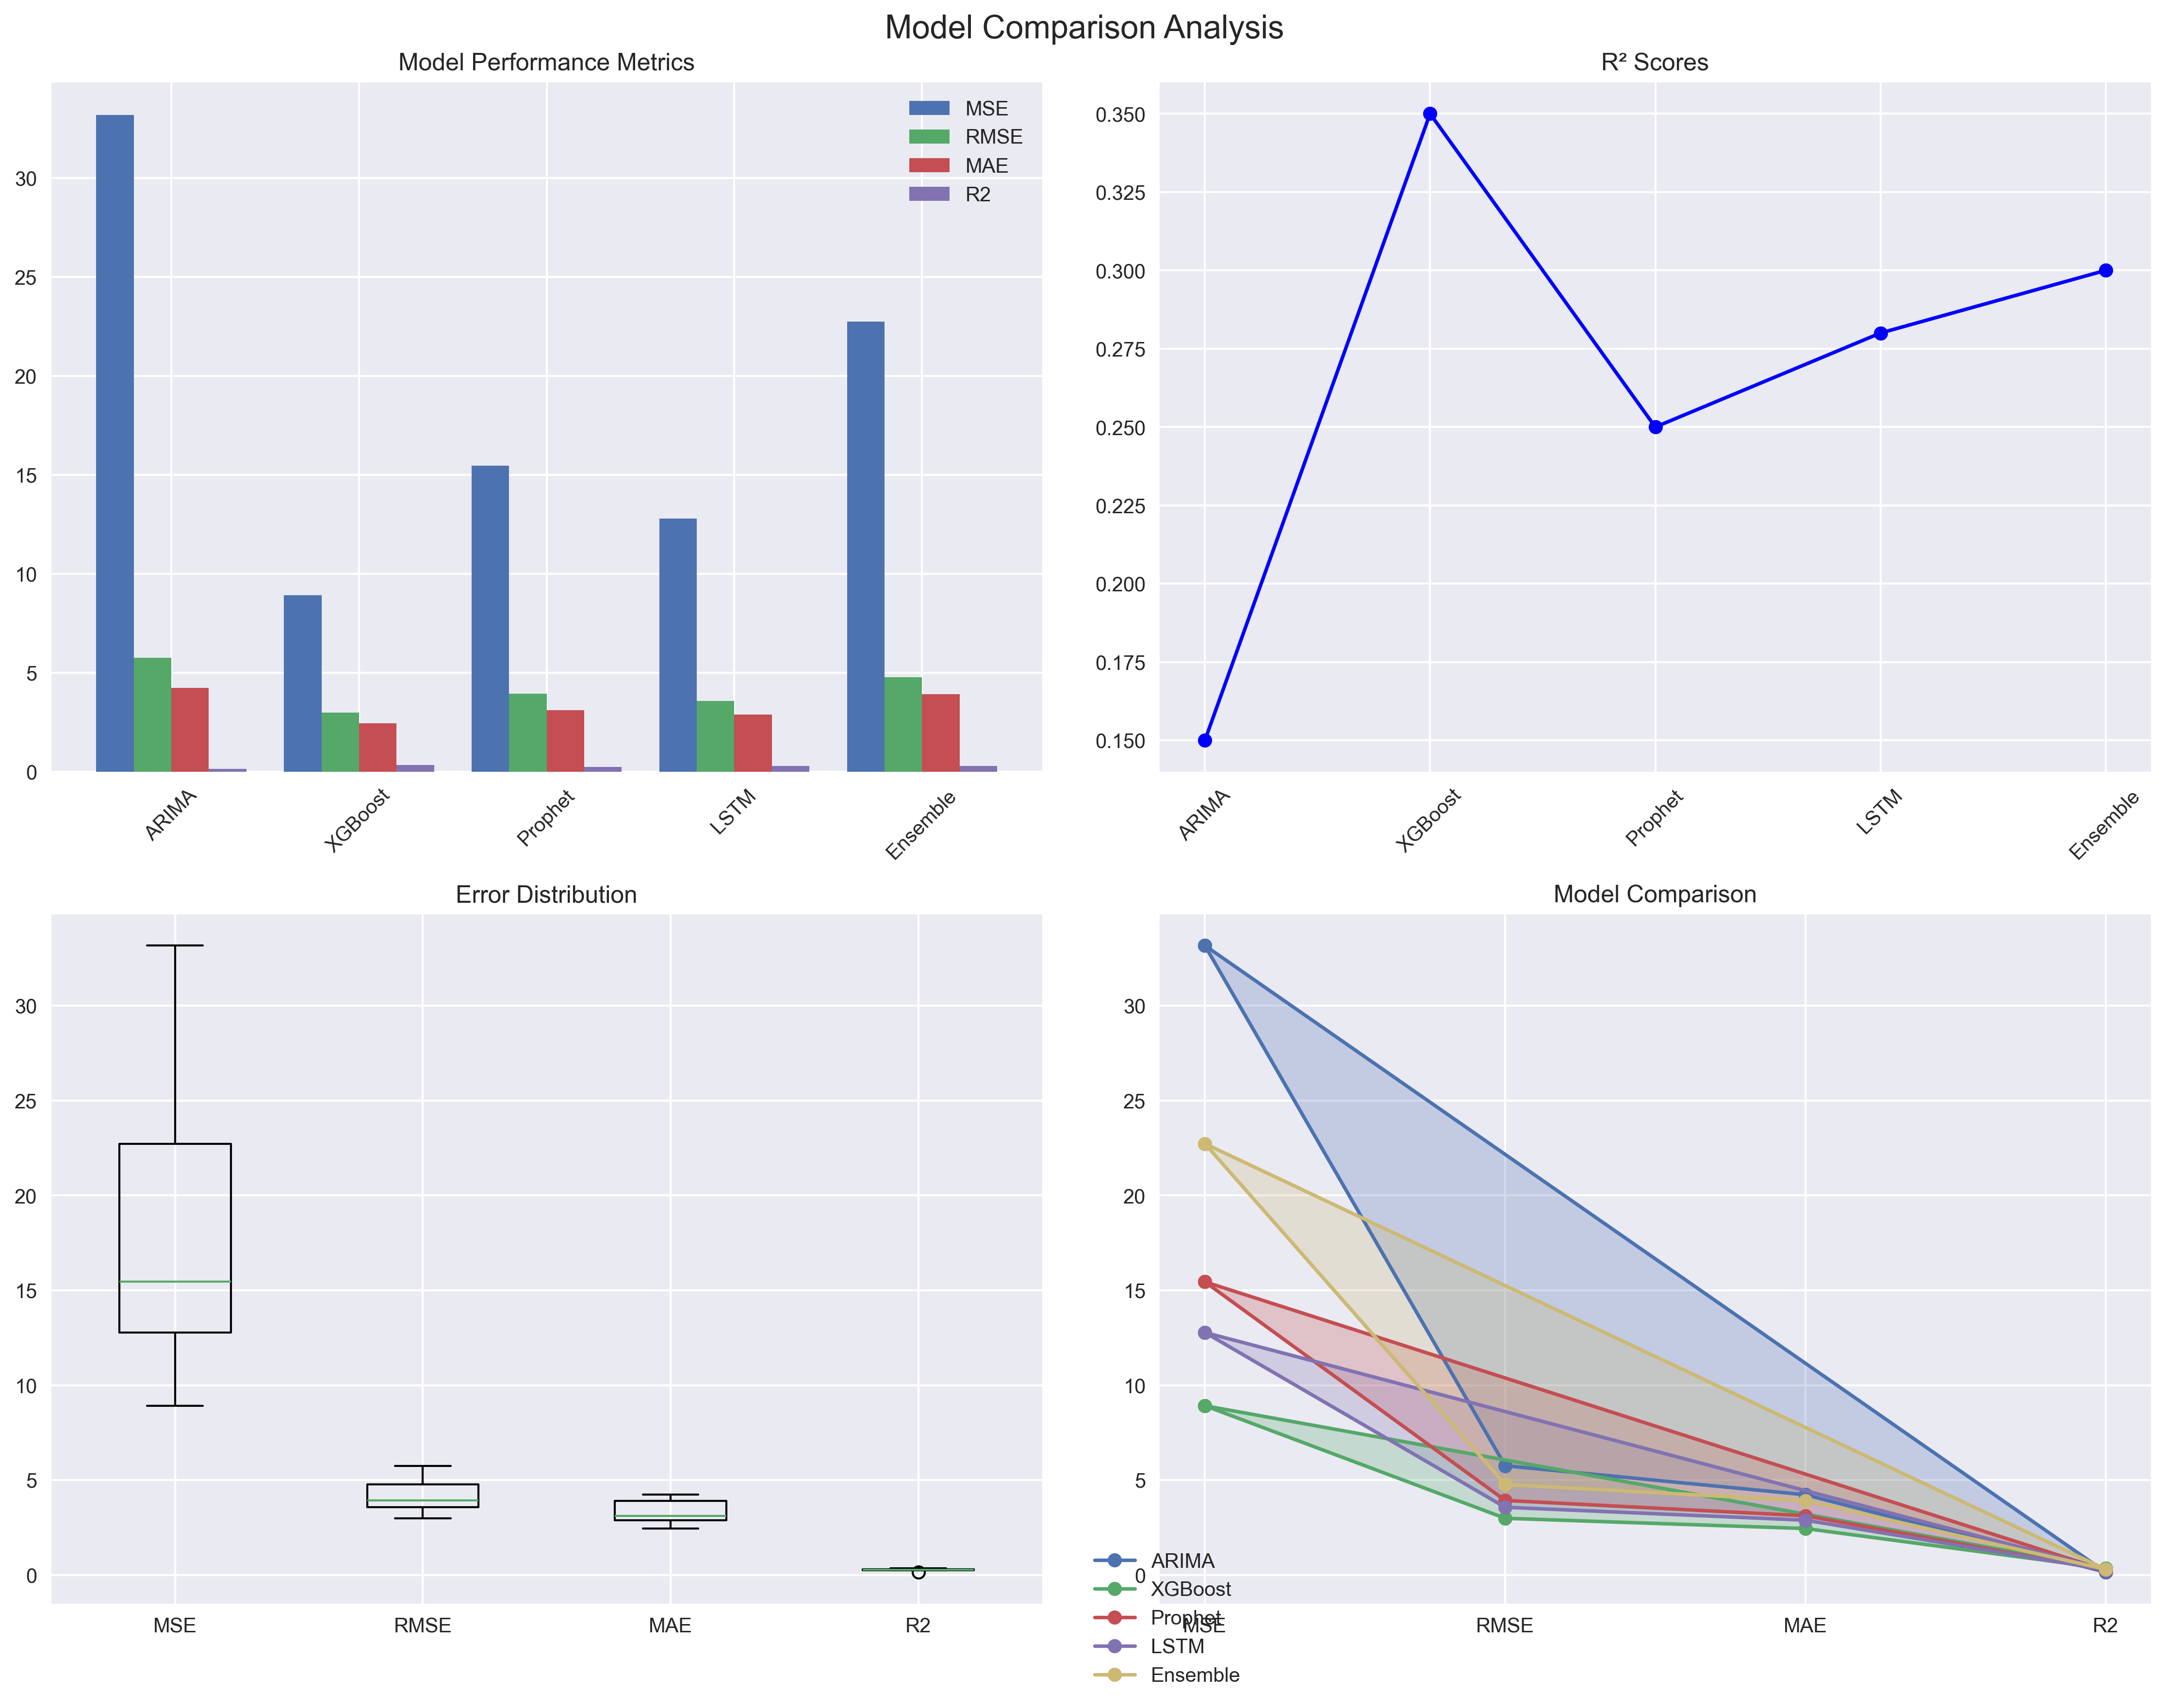 Model Comparison Analysis
Model Performance Metrics
MSE
RMSE
MAE
R2
30
25
20
15
10
5
0
ARIMA
XGBoost
Prophet
LSTM
Ensemble
R² Scores
0.350
0.325
0.300
0.275
0.250
0.225
0.200
0.175
0.150
ARIMA
XGBoost
Prophet
LSTM
Ensemble
Error Distribution
30
25
20
15
10
5
0
MSE
RMSE
MAE
R2
Model Comparison
30
25
20
15
10
5
0
MSE
RMSE
MAE
R2
ARIMA
XGBoost
Prophet
LSTM
Ensemble